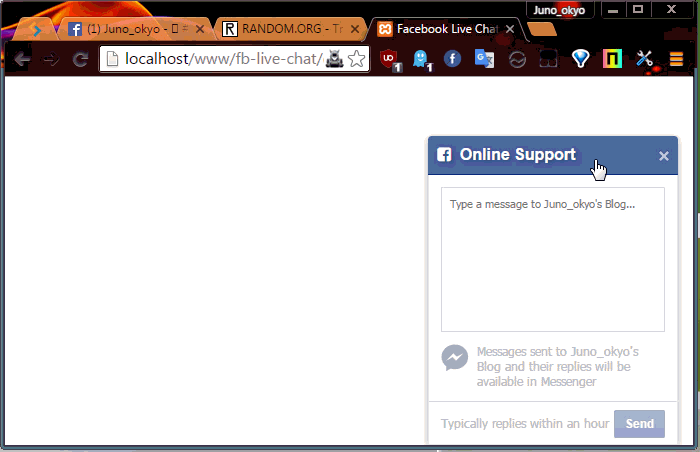 Juno_okyo
(1) Juno_okyo -
RANDOM.ORG - Tr
Facebook Live Chat
localhost/www/fb-live-chat/
1
1
Online Support
Type a message to Juno_okyo's Blog...
Messages sent to Juno_okyo's
Blog and their replies will be
available in Messenger
Typically replies within an hour
Send